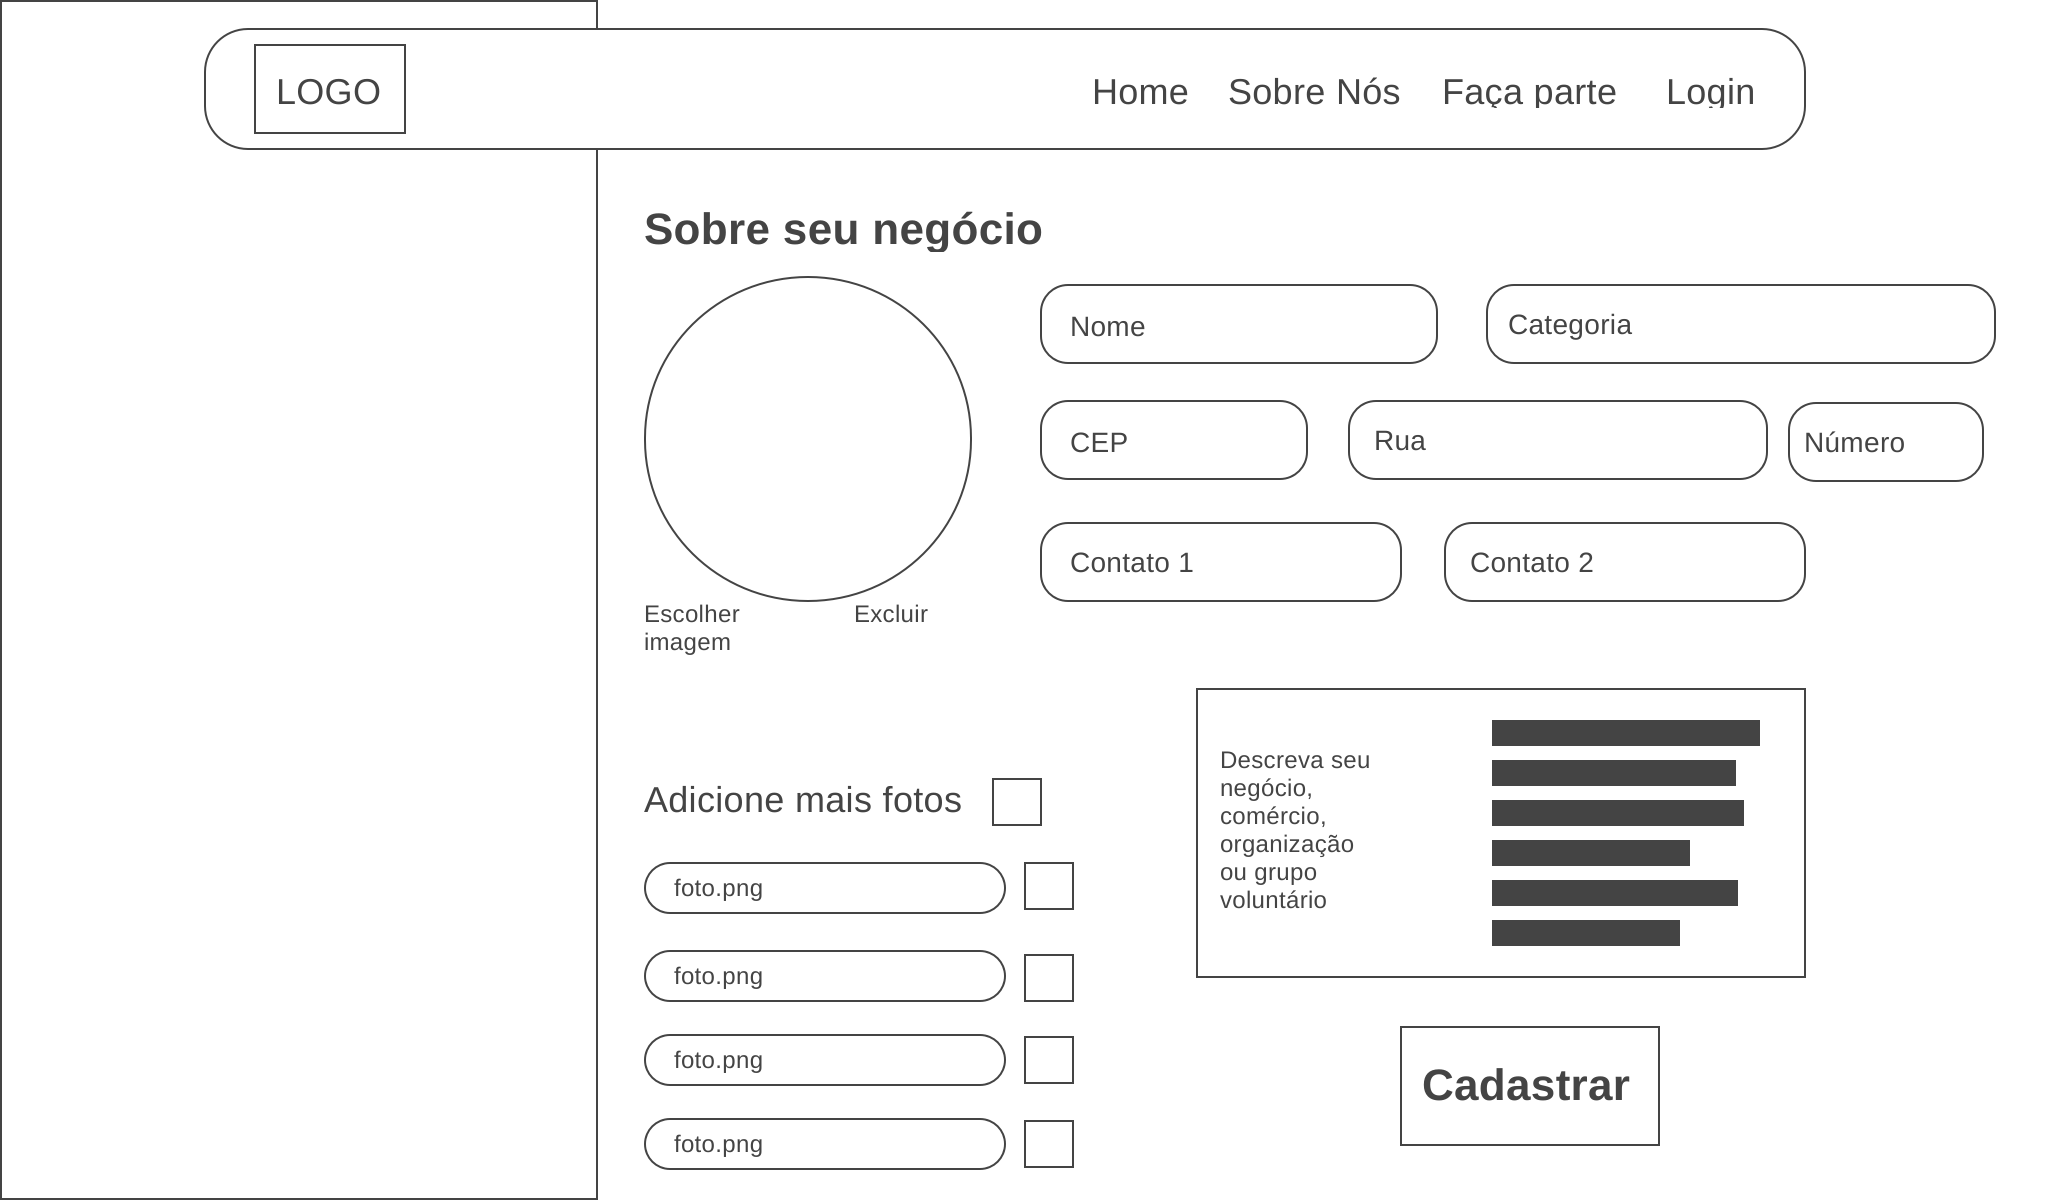 LOGO
Home Sobre Nós Faça parte Login
Sobre seu negócio
Nome
Categoria
CEP
Rua
Número
Contato 1
Contato 2
Escolher
imagem
Excluir
Descreva seu
negócio,
comércio,
organização
ou grupo
voluntário
Adicione mais fotos
foto.png
foto.png
foto.png
foto.png
Cadastrar